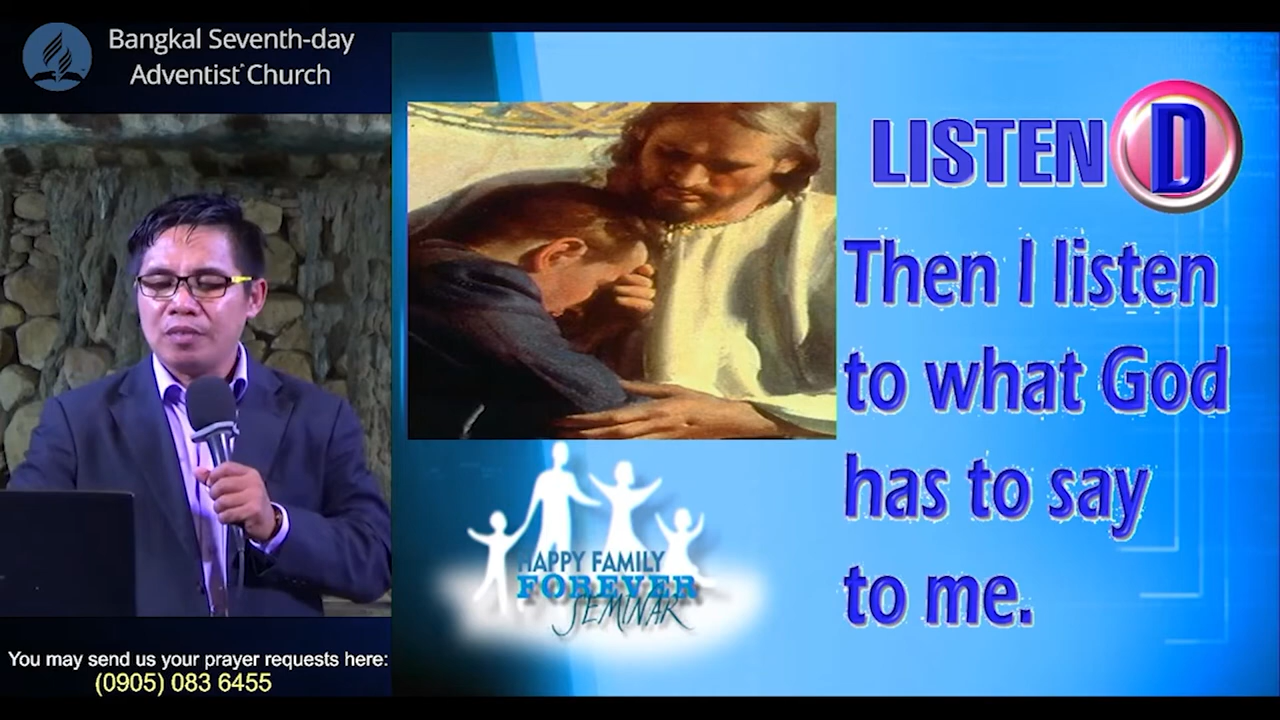 Bangkal Seventh-day
Adventist® Church
LISTEN D
Then I listen
to what God
has to say
to me.
HAPPY FAMILY
FOREVER
SEMINAR
You may send us your prayer requests here:
(0905) 083 6455